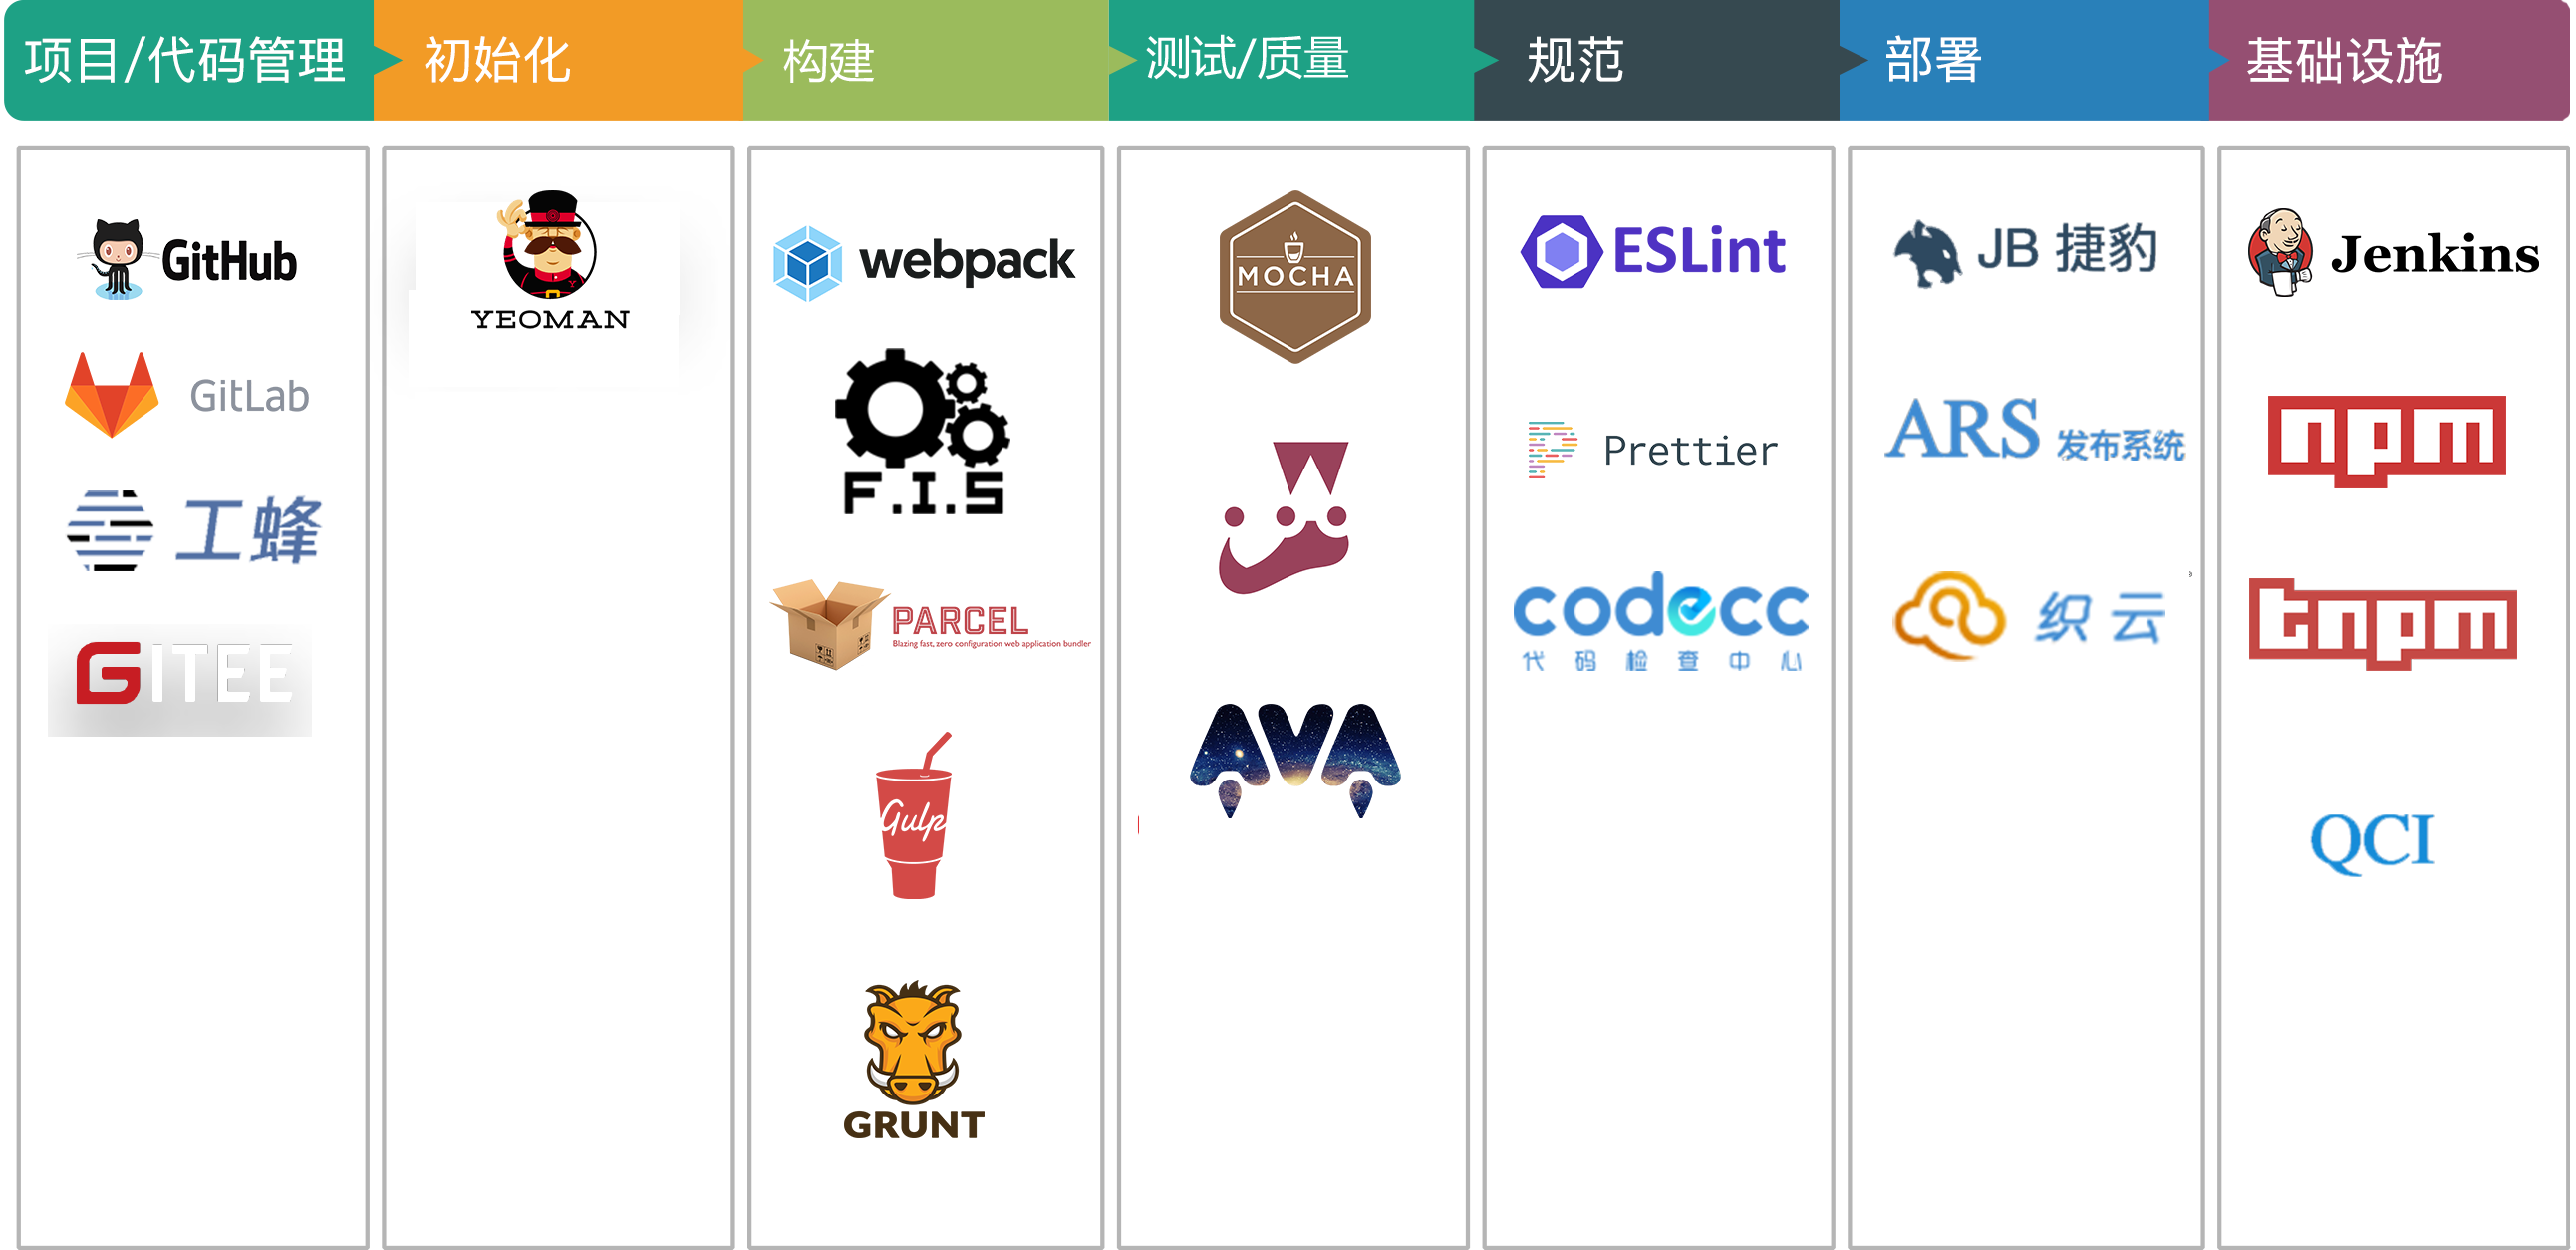 项目/代码管理
初始化
构建
测试/质量
规范
部署
基础设施
GitHub
GitLab
工蜂
GITEE
YEOMAN
webpack
F.I.S
PARCEL
Blazing fast, zero configuration web application bundler
Gulp
GRUNT
MOCHA
AVA
ESLint
Prettier
codecc
代码检查中心
JB 捷豹
ARS 发布系统
织云
Jenkins
npm
tnpm
QCI